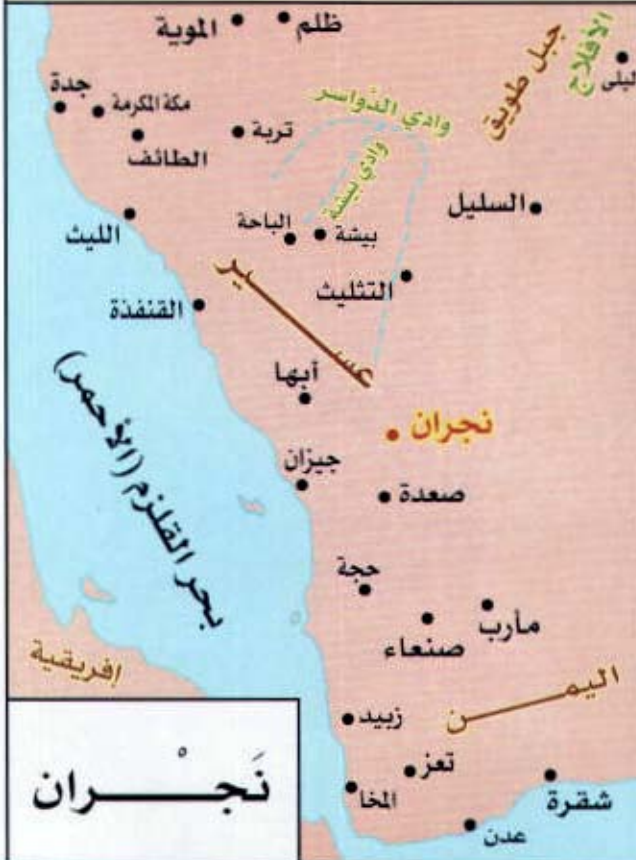 ظلم
الموية
الأفلاج
جبل طويق
ليلى
جدة
مكة المكرمة
الطائف
تربة
وادي الدواسر
وادي بيشة
السليل
الليث
الباحة
بيشة
التثليث
القنفذة
عسير
أبها
نجران
جيزان
صعدة
بحر القلزم (الأحمر)
حجة
صنعاء
مأرب
إفريقية
اليمن
زبيد
تعز
المخا
شقرة
عدن
نَجْران